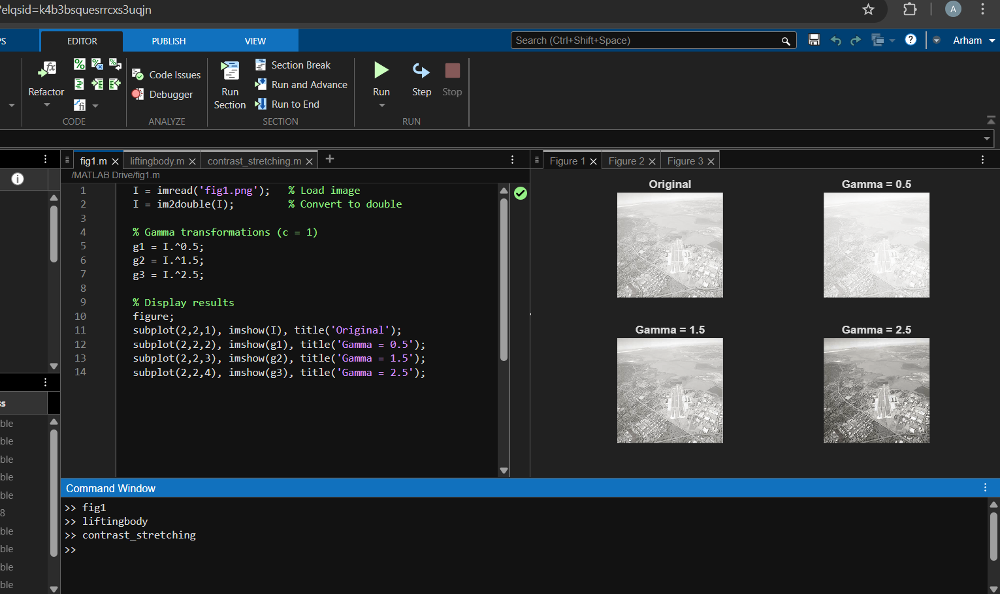 ?elqsid=k4b3bsquesrrcxs3uqjn
A
PS
EDITOR
PUBLISH
VIEW
Search (Ctrl+Shift+Space)
?
Arham
Refactor
CODE
Code Issues
Debugger
ANALYZE
Run
Section
Section Break
Run and Advance
Run to End
SECTION
Run
Step
Stop
RUN
fig1.m
liftingbody.m
contrast_stretching.m
/MATLAB Drive/fig1.m
1 I = imread('fig1.png');   % Load image
2 I = im2double(I);         % Convert to double
3
4 % Gamma transformations (c = 1)
5 g1 = I.^0.5;
6 g2 = I.^1.5;
7 g3 = I.^2.5;
8
9 % Display results
10 figure;
11 subplot(2,2,1), imshow(I), title('Original');
12 subplot(2,2,2), imshow(g1), title('Gamma = 0.5');
13 subplot(2,2,3), imshow(g2), title('Gamma = 1.5');
14 subplot(2,2,4), imshow(g3), title('Gamma = 2.5');
Figure 1
Figure 2
Figure 3
Original
Gamma = 0.5
Gamma = 1.5
Gamma = 2.5
ss
ble
ble
ble
ble
ble
8
ble
ble
ble
ble
Command Window
>> fig1
>> liftingbody
>> contrast_stretching
>>